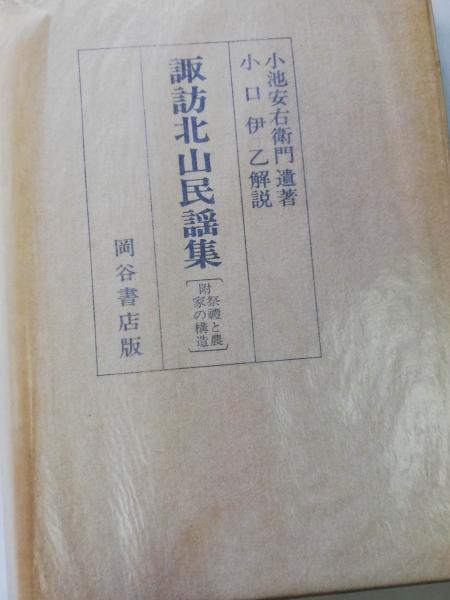 小池安右衛門遺著
小口伊乙解説
諏訪北山民謡集
〔附 祭禮と農家の構造〕
岡谷書店版